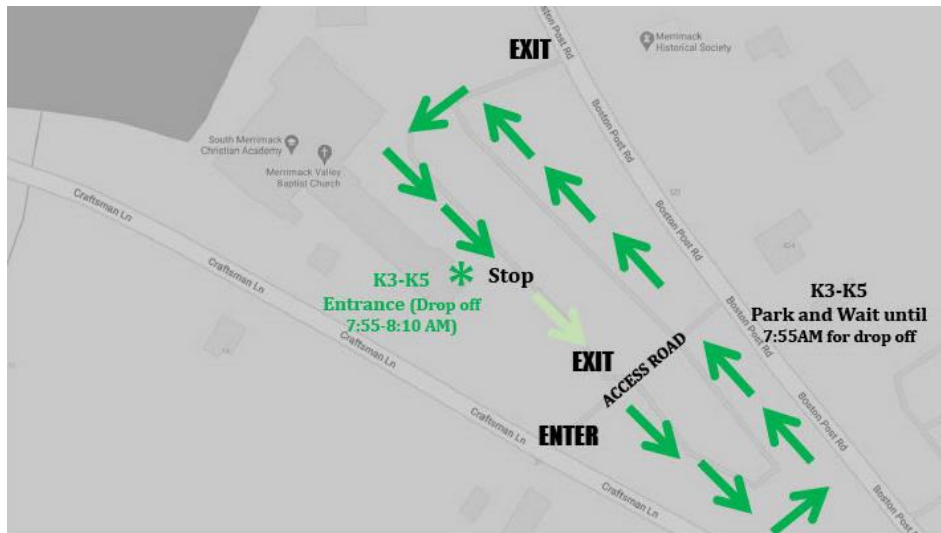 EXIT
Boston Post Rd
Merrimack
Historical Society
Boston Post Rd
Boston Post Rd
South Merrimack
Christian Academy
Merrimack Valley
Baptist Church
Craftsman Ln
Boston Post Rd
Craftsman Ln
K3-K5
Entrance (Drop off
7:55-8:10 AM)
*
Stop
K3-K5
Park and Wait until
7:55AM for drop off
Boston Post Rd
Craftsman Ln
EXIT
ACCESS ROAD
ENTER
Craftsman Ln
Craftsman Ln
Boston Post Rd
Boston Post Rd